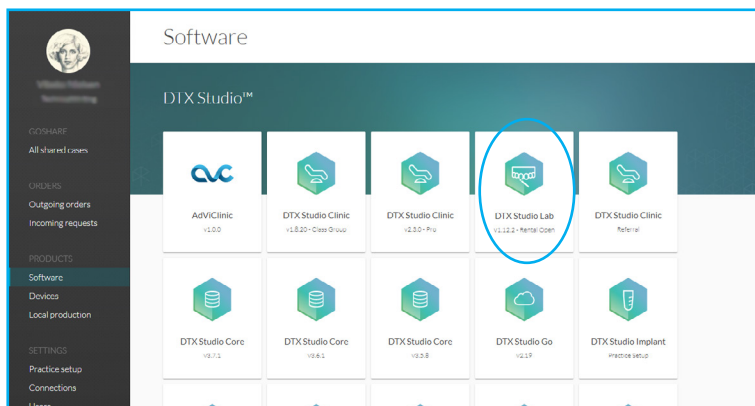 Software
DTX Studio™
GOSHARE
All shared cases
ORDERS
Outgoing orders
Incoming requests
PRODUCTS
Software
Devices
Local production
SETTINGS
Practice setup
Connections
Users
AVC
AdViClinic
v1.0.0
DTX Studio Clinic
v1.8.20 - Class Group
DTX Studio Clinic
v2.3.0 - Pro
DTX Studio Lab
v1.12.2 - Rental Open
DTX Studio Clinic
Referral
DTX Studio Core
v3.7.1
DTX Studio Core
v3.6.1
DTX Studio Core
v3.5.8
DTX Studio Go
v2.19
DTX Studio Implant
Practice Setup